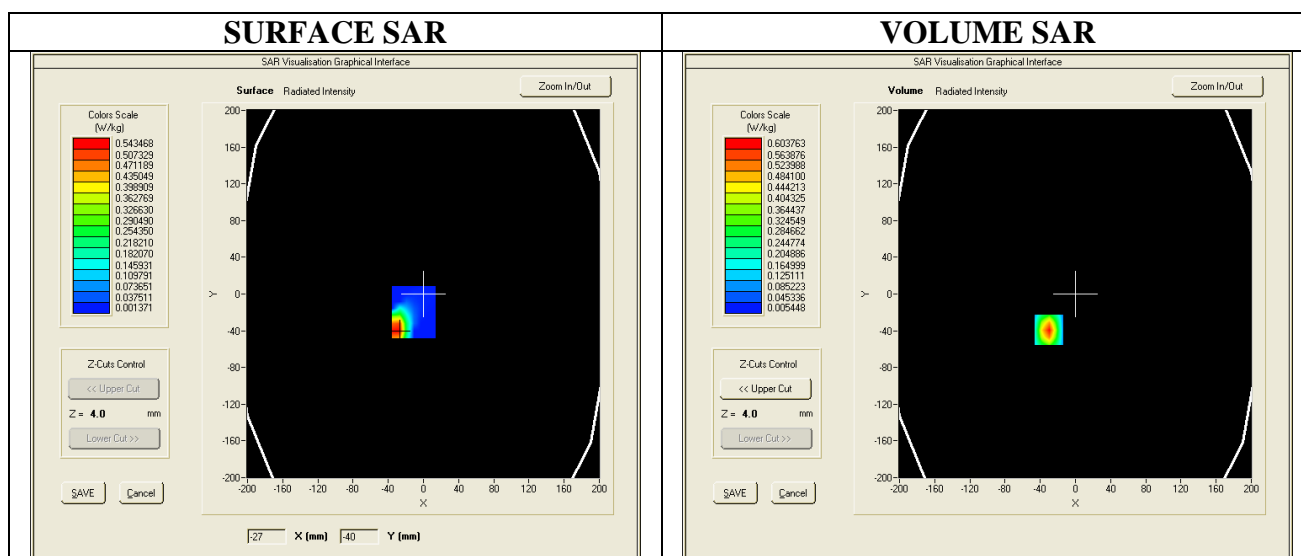 SURFACE SAR
VOLUME SAR
SAR Visualisation Graphical Interface
Surface Radiated Intensity
Zoom In/Out
Colors Scale
(W/kg)
0.543468
0.507329
0.471189
0.435049
0.398909
0.362769
0.326630
0.290490
0.254350
0.218210
0.182070
0.145931
0.109791
0.073651
0.037511
0.001371
200
160
120
80
40
0
-40
-80
-120
-160
-200
Y
-200 -160 -120 -80 -40 0 40 80 120 160 200
X
Z-Cuts Control
<< Upper Cut
Z = 4.0 mm
Lower Cut >>
SAVE Cancel
-27 X (mm) -40 Y (mm)
SAR Visualisation Graphical Interface
Volume Radiated Intensity
Zoom In/Out
Colors Scale
(W/kg)
0.603763
0.563876
0.523988
0.484100
0.444213
0.404325
0.364437
0.324549
0.284662
0.244774
0.204886
0.164999
0.125111
0.085223
0.045336
0.005448
200
160
120
80
40
0
-40
-80
-120
-160
-200
Y
-200 -160 -120 -80 -40 0 40 80 120 160 200
X
Z-Cuts Control
<< Upper Cut
Z = 4.0 mm
Lower Cut >>
SAVE Cancel